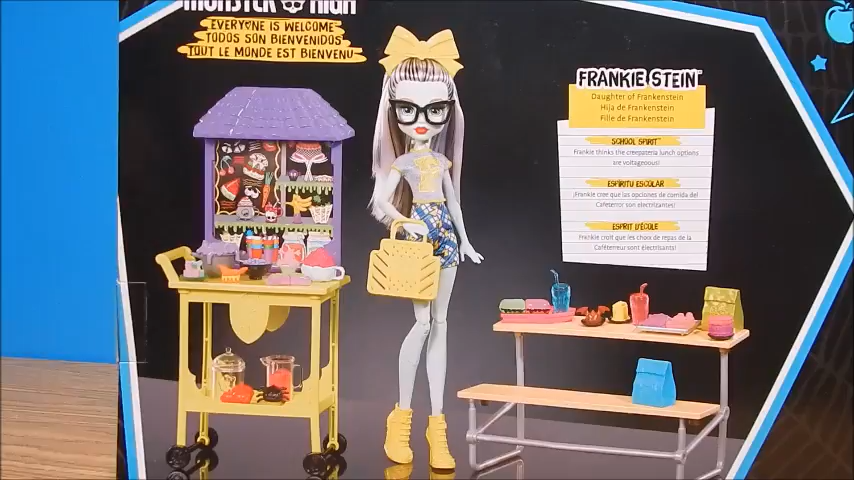 MONSTER HIGH
EVERYONE IS WELCOME
TODOS SON BIENVENIDOS
TOUT LE MONDE EST BIENVENU
FRANKIE STEIN™
Daughter of Frankenstein
Hija de Frankenstein
Fille de Frankenstein
SCHOOL SPIRIT
Frankie thinks the creepateria lunch options
are voltageous!
ESPÍRITU ESCOLAR
¡Frankie cree que las opciones de comida del
Cafeterror son electrizantes!
ESPRIT D'ÉCOLE
Frankie croit que les choix de repas de la
Caféterreur sont électrisants!